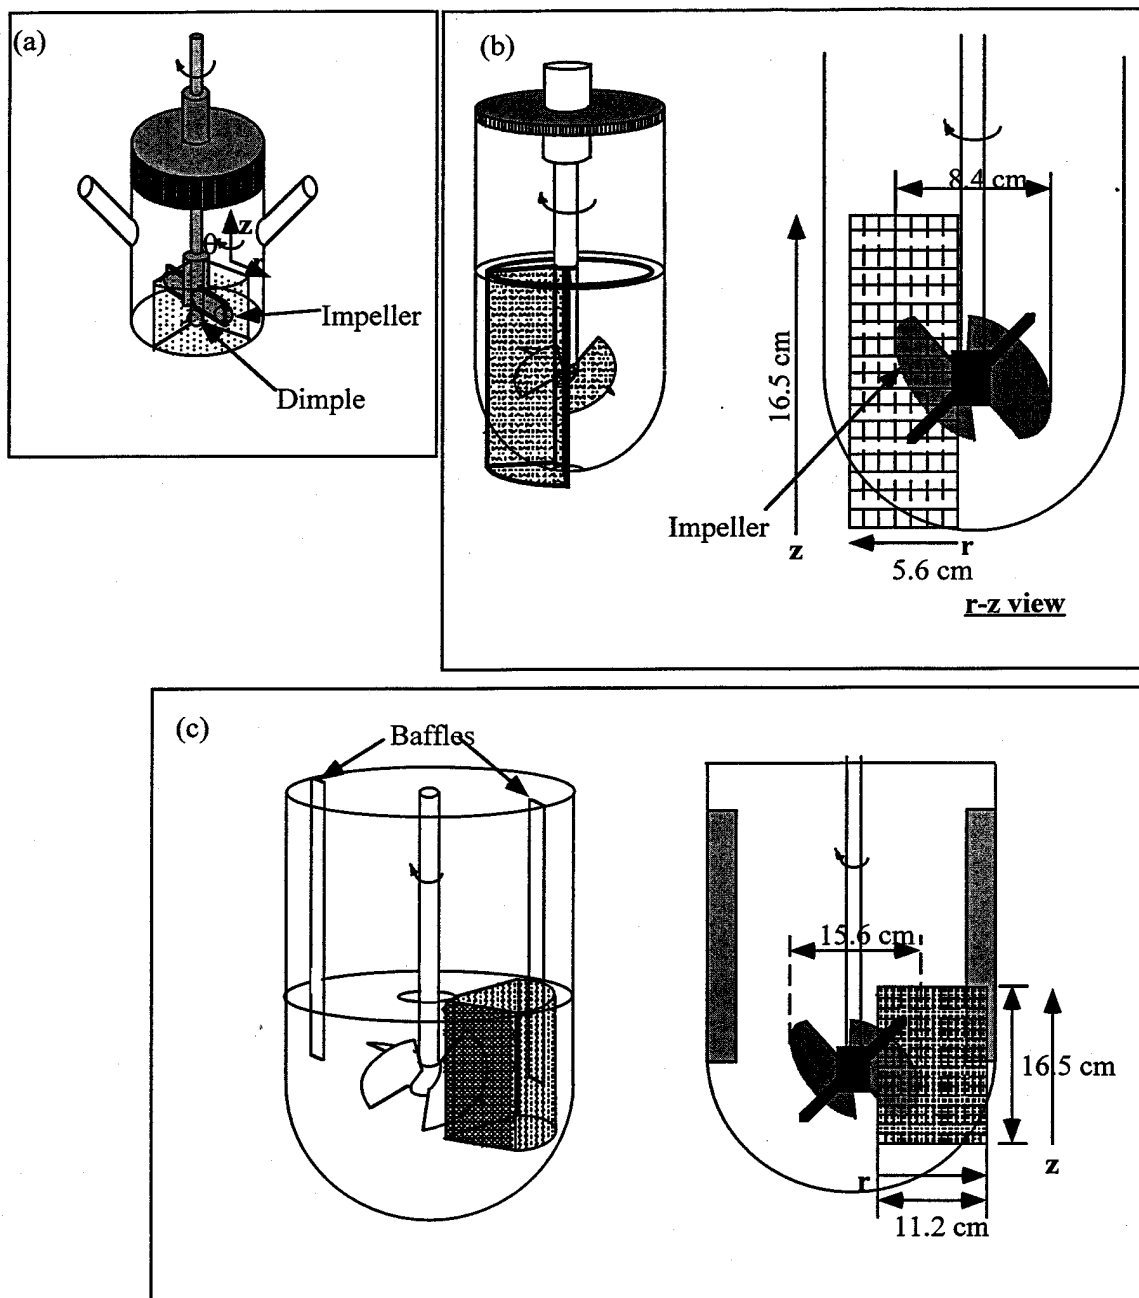 (a)
z
r
Impeller
Dimple
(b)
8.4 cm
16.5 cm
Impeller
z
r
5.6 cm
r-z view
(c)
Baffles
15.6 cm
16.5 cm
r
z
11.2 cm